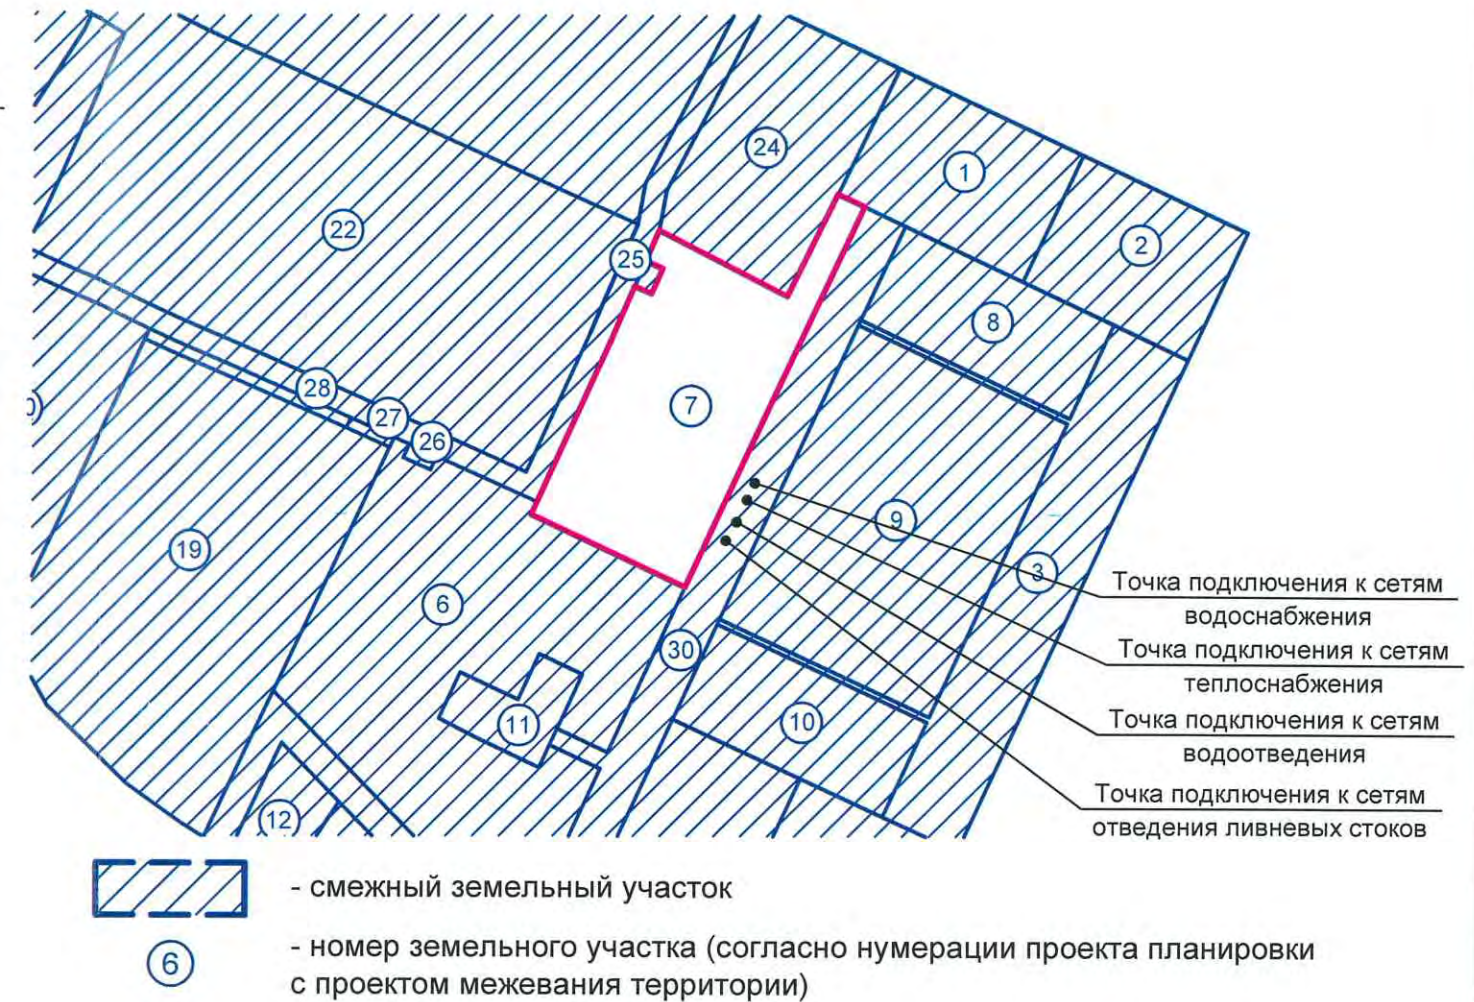 24
1
2
22
25
8
7
28
27
26
9
19
3
6
30
11
10
12
Точка подключения к сетям
водоснабжения
Точка подключения к сетям
теплоснабжения
Точка подключения к сетям
водоотведения
Точка подключения к сетям
отведения ливневых стоков
- смежный земельный участок
6
- номер земельного участка (согласно нумерации проекта планировки
с проектом межевания территории)